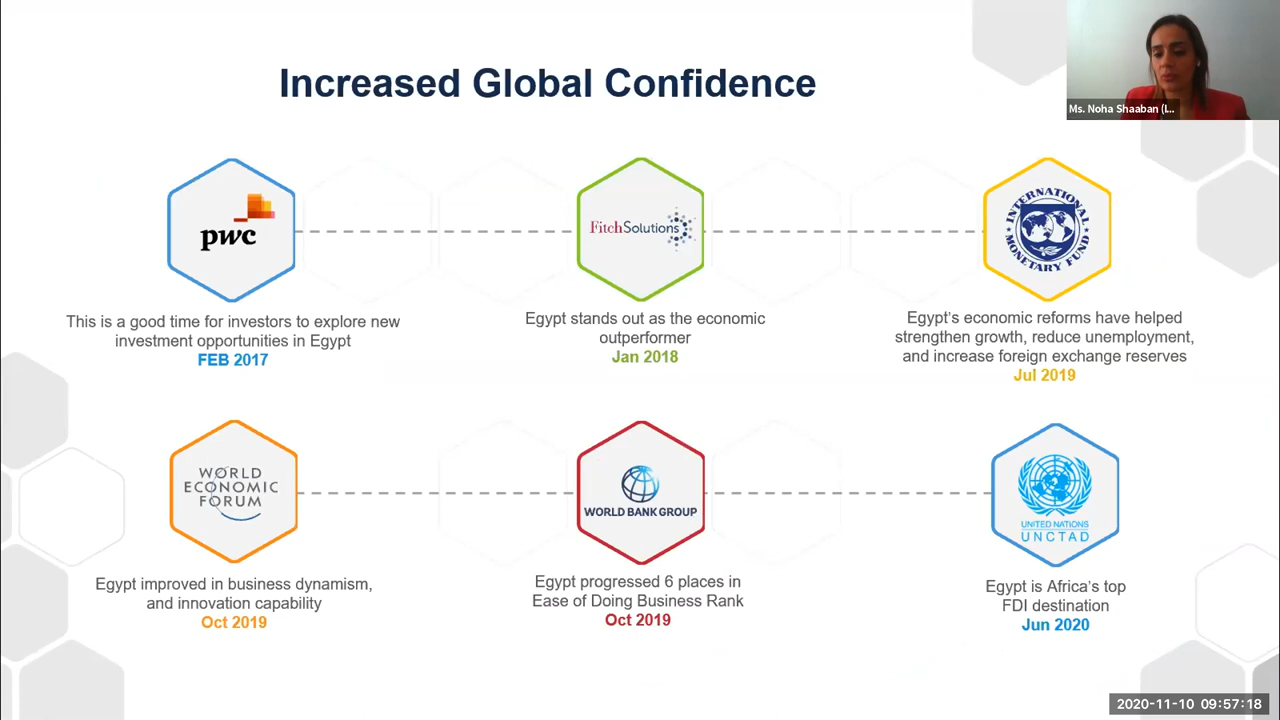 Increased Global Confidence
Ms. Noha Shaaban (I...
pwc
FitchSolutions
INTERNATIONAL MONETARY FUND
This is a good time for investors to explore new
investment opportunities in Egypt
FEB 2017
Egypt stands out as the economic
outperformer
Jan 2018
Egypt's economic reforms have helped
strengthen growth, reduce unemployment,
and increase foreign exchange reserves
Jul 2019
WORLD
ECONOMIC
FORUM
WORLD BANK GROUP
UNITED NATIONS
UNCTAD
Egypt improved in business dynamism,
and innovation capability
Oct 2019
Egypt progressed 6 places in
Ease of Doing Business Rank
Oct 2019
Egypt is Africa's top
FDI destination
Jun 2020
2020-11-10 09:57:18